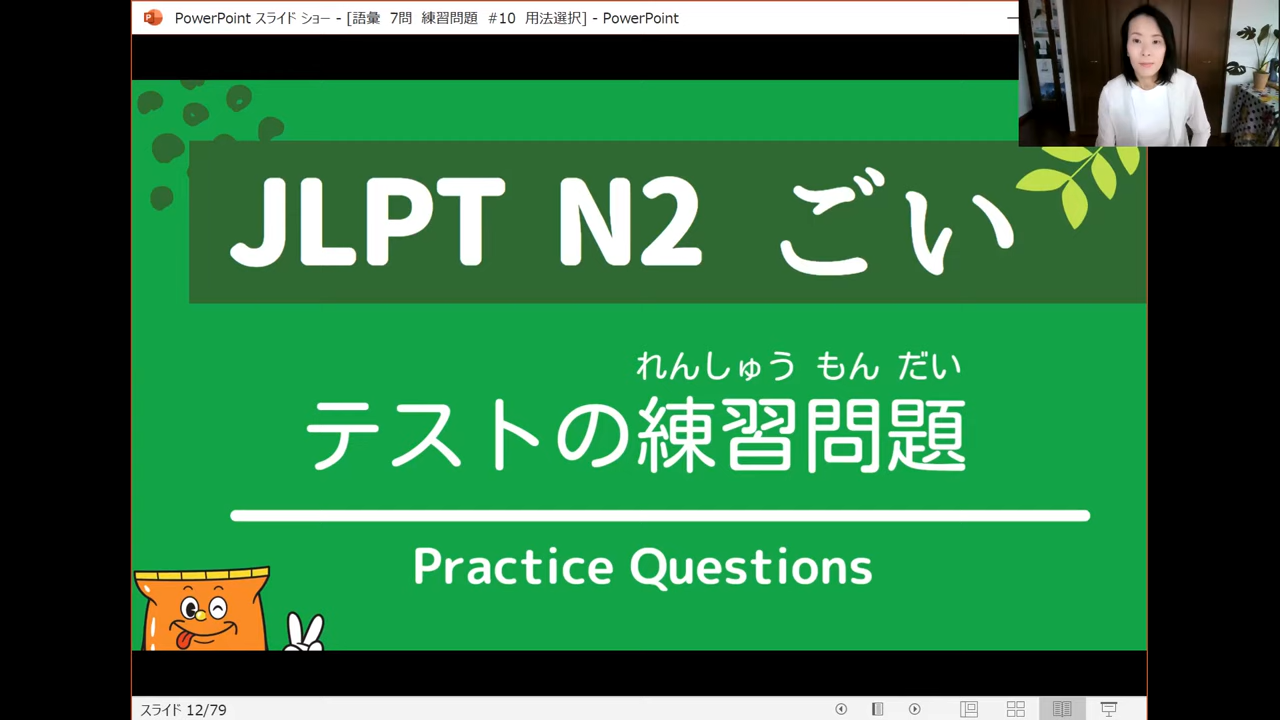 PowerPoint スライド ショー - [語彙 7問 練習問題 #10 用法選択] - PowerPoint
JLPT N2 ごい
れんしゅう もん だい
テストの練習問題
Practice Questions
スライド 12/79